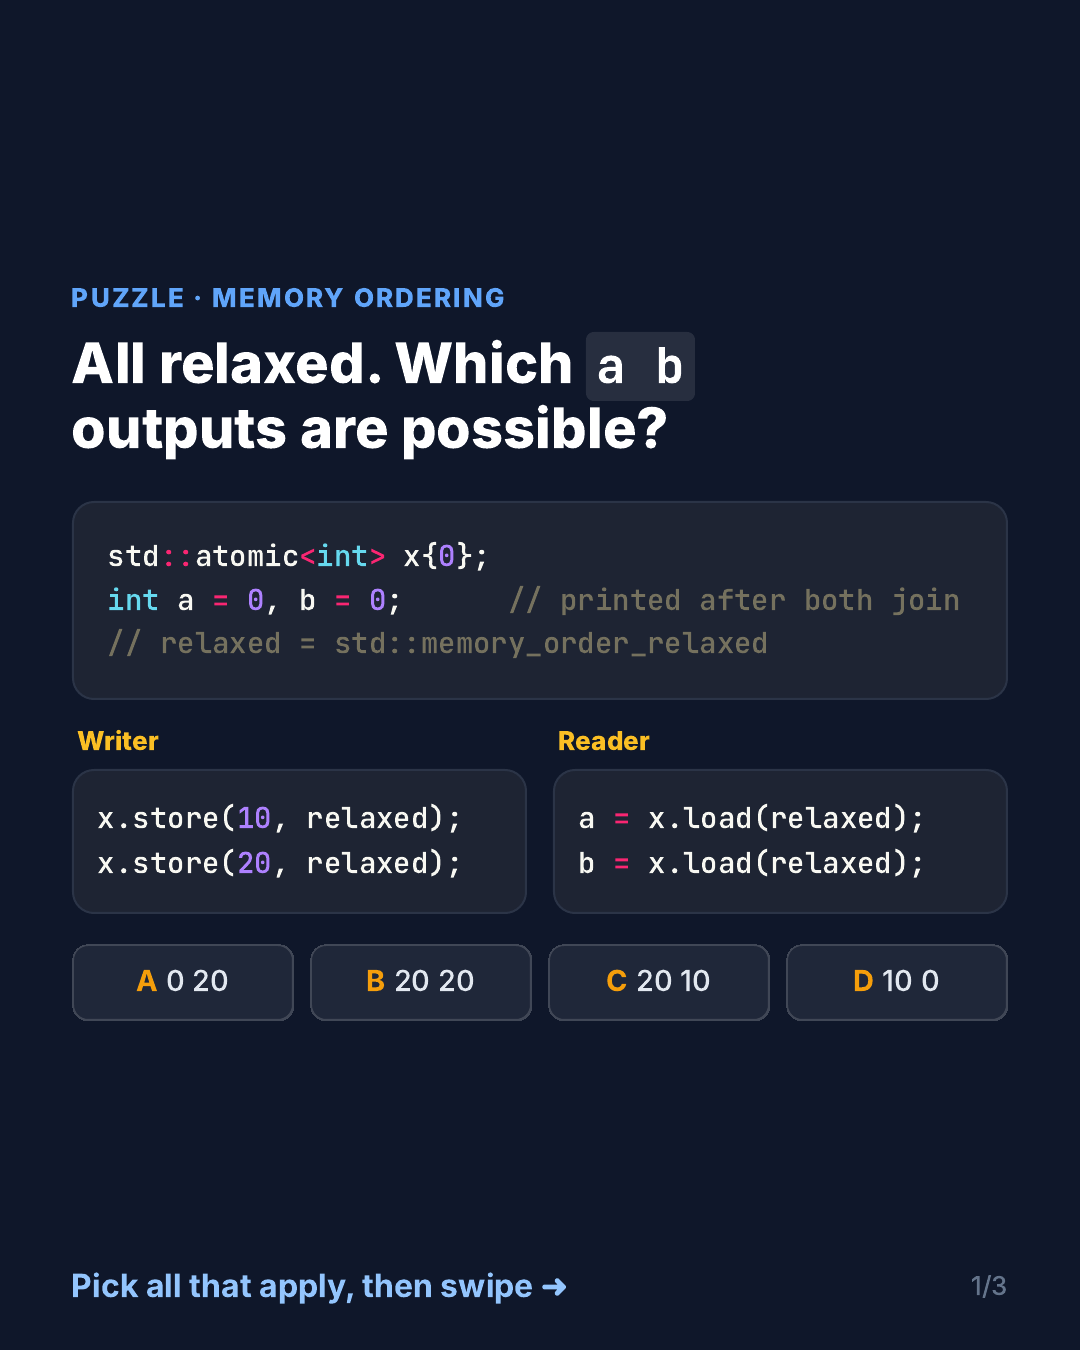 PUZZLE · MEMORY ORDERING
All relaxed. Which a b
outputs are possible?
std::atomic<int> x{0};
int a = 0, b = 0;      // printed after both join
// relaxed = std::memory_order_relaxed
Writer
x.store(10, relaxed);
x.store(20, relaxed);
Reader
a = x.load(relaxed);
b = x.load(relaxed);
A 0 20
B 20 20
C 20 10
D 10 0
Pick all that apply, then swipe ➜
1/3